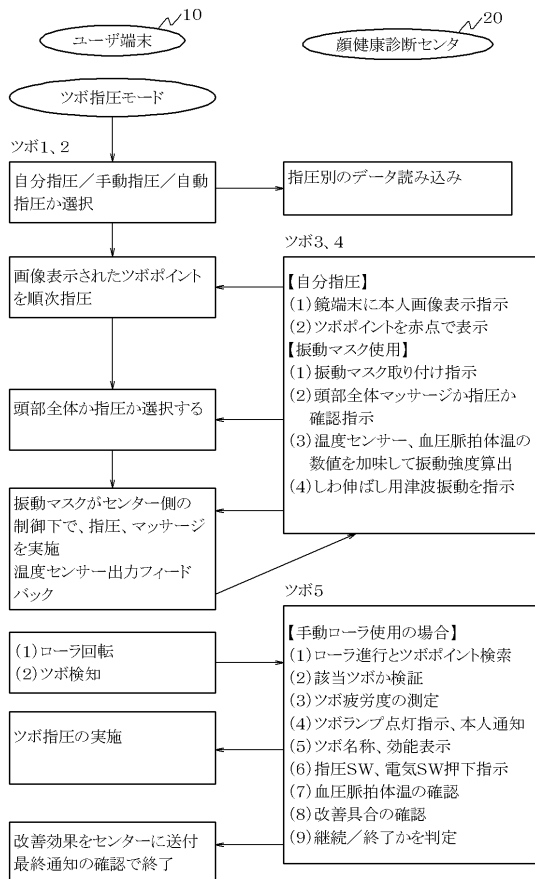 10
ユーザ端末
20
顔健康診断センタ
ツボ指圧モード
ツボ1、2
自分指圧／手動指圧／自動
指圧か選択
指圧別のデータ読み込み
画像表示されたツボポイント
を順次指圧
ツボ3、4
【自分指圧】
(1)鏡端末に本人画像表示指示
(2)ツボポイントを赤点で表示
【振動マスク使用】
(1)振動マスク取り付け指示
(2)頭部全体マッサージか指圧か
確認指示
(3)温度センサー、血圧脈拍体温の
数値を加味して振動強度算出
(4)しわ伸ばし用津波振動を指示
頭部全体か指圧か選択する
振動マスクがセンター側の
制御下で、指圧、マッサージ
を実施
温度センサー出力フィード
バック
ツボ5
(1)ローラ回転
(2)ツボ検知
【手動ローラ使用の場合】
(1)ローラ進行とツボポイント検索
(2)該当ツボか検証
(3)ツボ疲労度の測定
(4)ツボランプ点灯指示、本人通知
(5)ツボ名称、効能表示
(6)指圧SW、電気SW押下指示
(7)血圧脈拍体温の確認
(8)改善具合の確認
(9)継続／終了かを判定
ツボ指圧の実施
改善効果をセンターに送付
最終通知の確認で終了